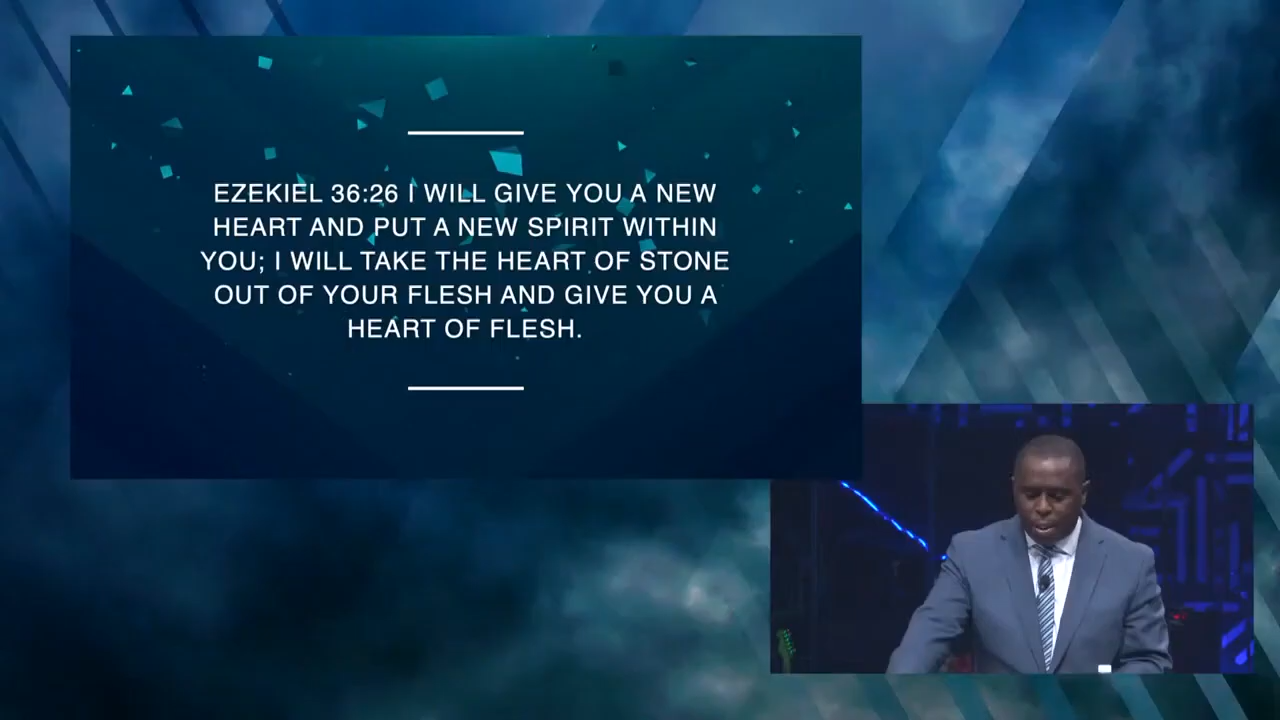 EZEKIEL 36:26 I WILL GIVE YOU A NEW
HEART AND PUT A NEW SPIRIT WITHIN
YOU; I WILL TAKE THE HEART OF STONE
OUT OF YOUR FLESH AND GIVE YOU A
HEART OF FLESH.